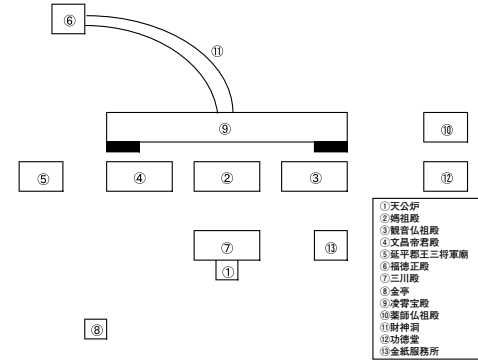 ⑥
⑪
⑨
⑩
⑤
④
②
③
⑫
⑦
⑬
①
⑧
①天公炉
②媽祖殿
③観音仏祖殿
④文昌帝君殿
⑤延平郡王三将軍廟
⑥福徳正殿
⑦三川殿
⑧金亭
⑨凌霄宝殿
⑩薬師仏祖殿
⑪財神洞
⑫功徳堂
⑬金紙服務所